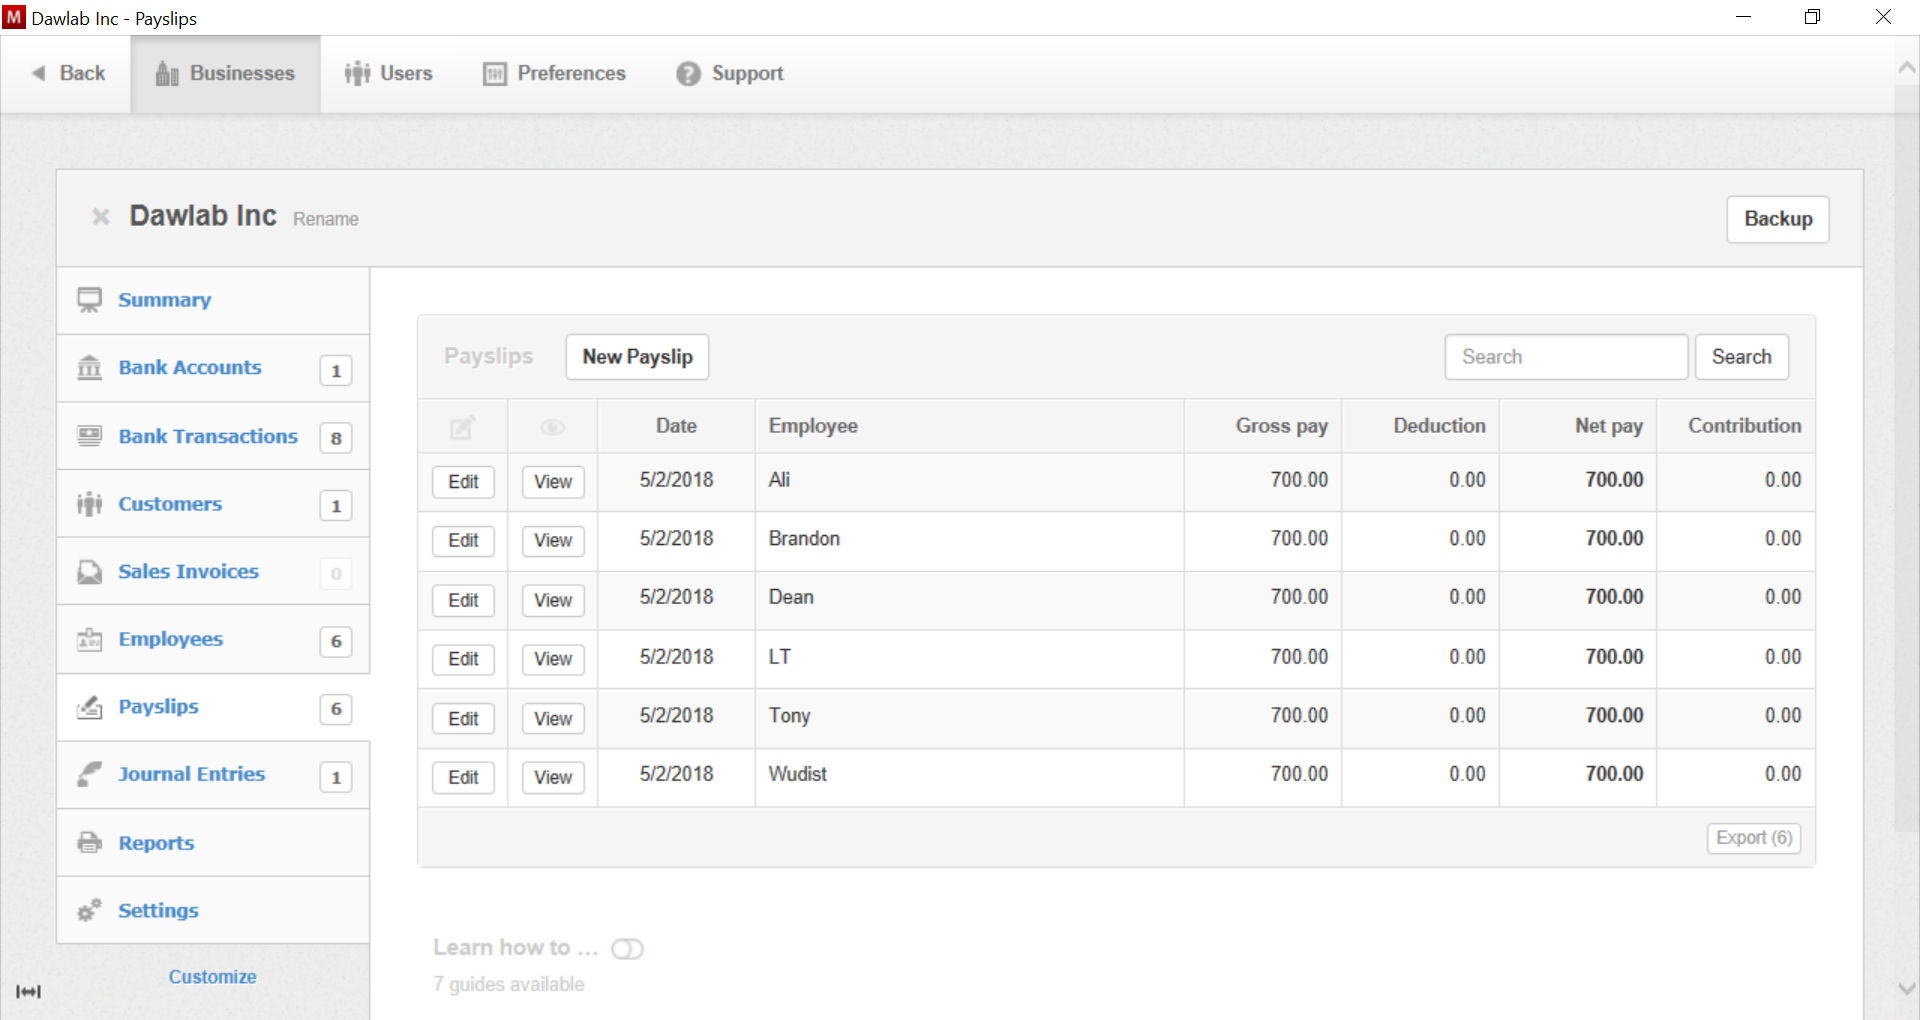 M Dawlab Inc - Payslips
Back Businesses Users Preferences Support
Dawlab Inc Rename Backup
Summary
Bank Accounts 1
Bank Transactions 8
Customers 1
Sales Invoices 0
Employees 6
Payslips 6
Journal Entries 1
Reports
Settings
Customize
Payslips New Payslip Search Search
Date Employee Gross pay Deduction Net pay Contribution
Edit View 5/2/2018 Ali 700.00 0.00 700.00 0.00
Edit View 5/2/2018 Brandon 700.00 0.00 700.00 0.00
Edit View 5/2/2018 Dean 700.00 0.00 700.00 0.00
Edit View 5/2/2018 LT 700.00 0.00 700.00 0.00
Edit View 5/2/2018 Tony 700.00 0.00 700.00 0.00
Edit View 5/2/2018 Wudist 700.00 0.00 700.00 0.00
Export (6)
Learn how to ...
7 guides available